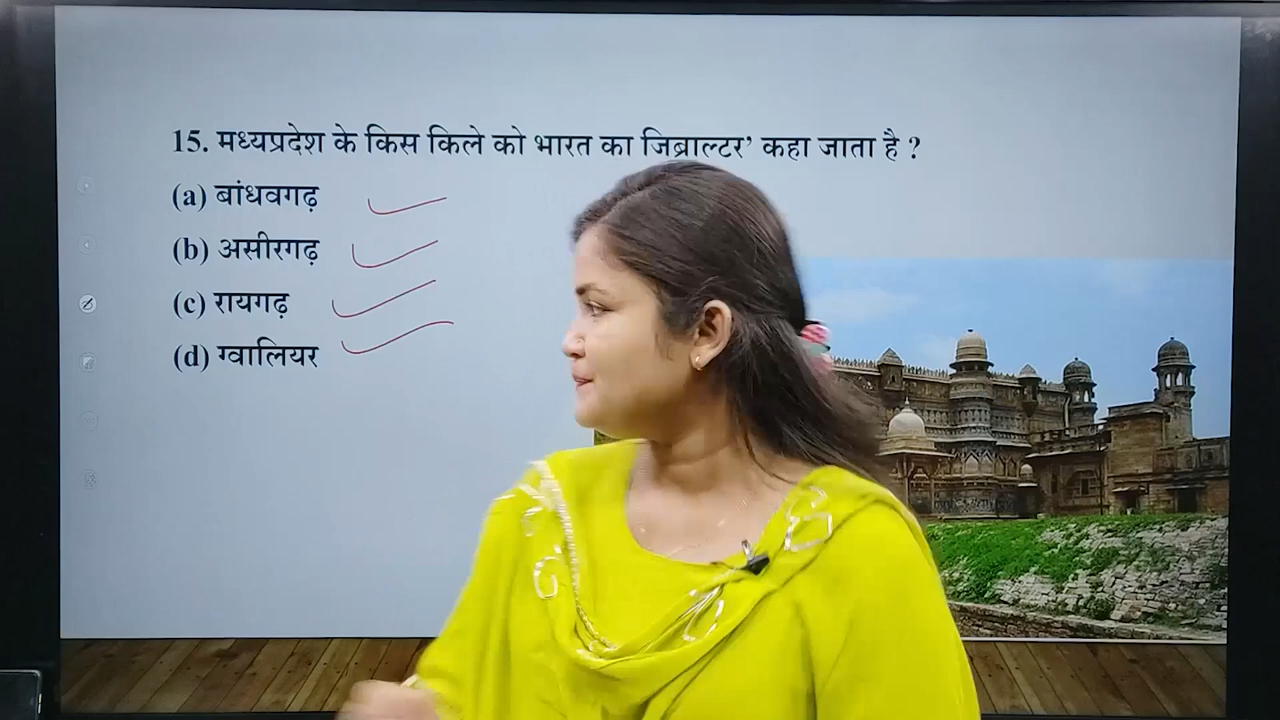 15. मध्यप्रदेश के किस किले को भारत का जिब्राल्टर’ कहा जाता है ?
(a) बांधवगढ़
(b) असीरगढ़
(c) रायगढ़
(d) ग्वालियर